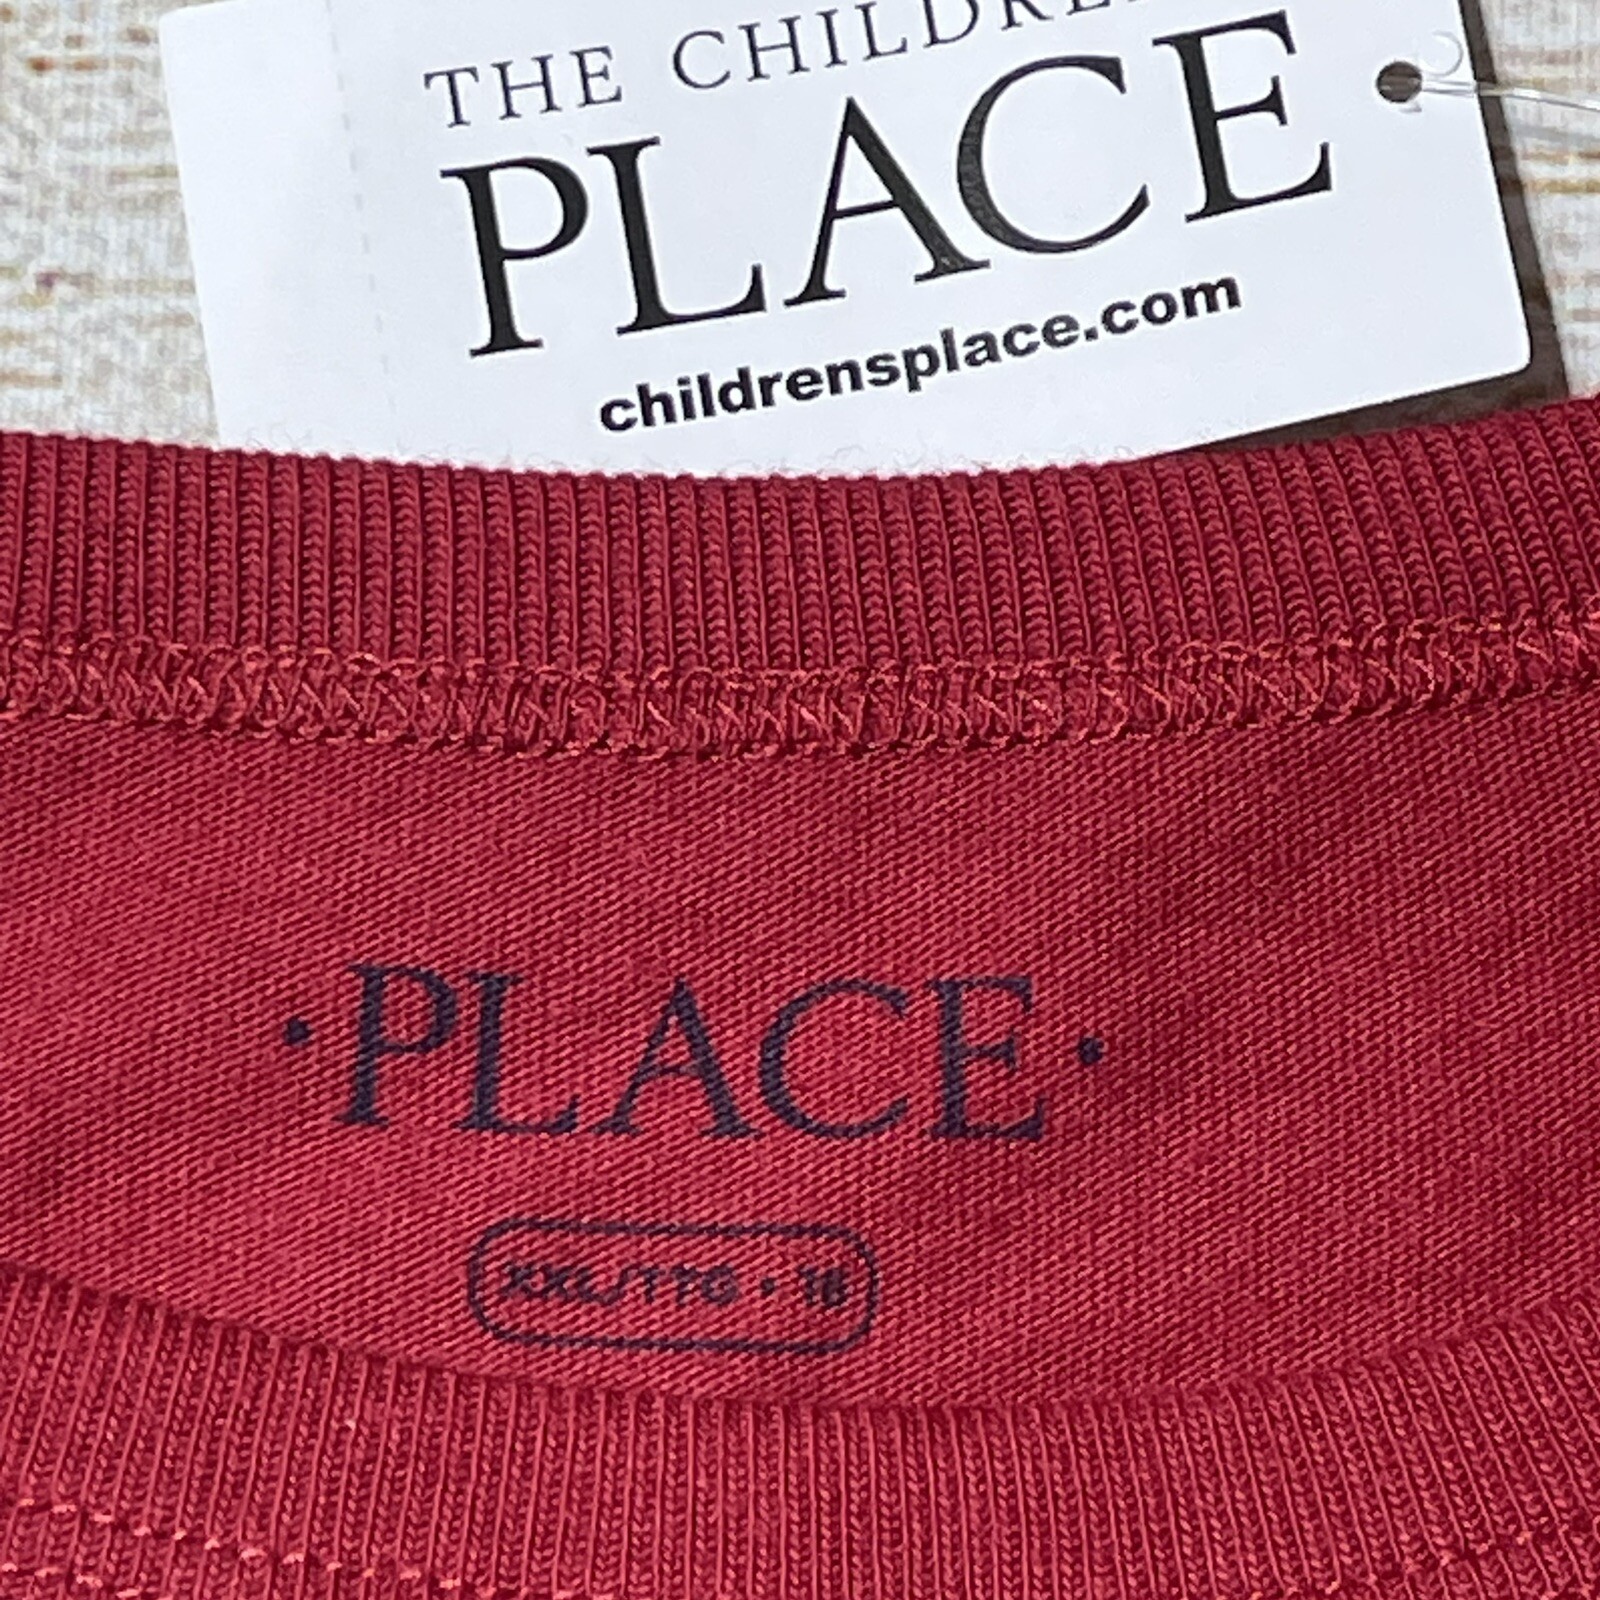 THE CHILDRE
PLACE
childrensplace.com
·PLACE·
XXL/TTG • 16